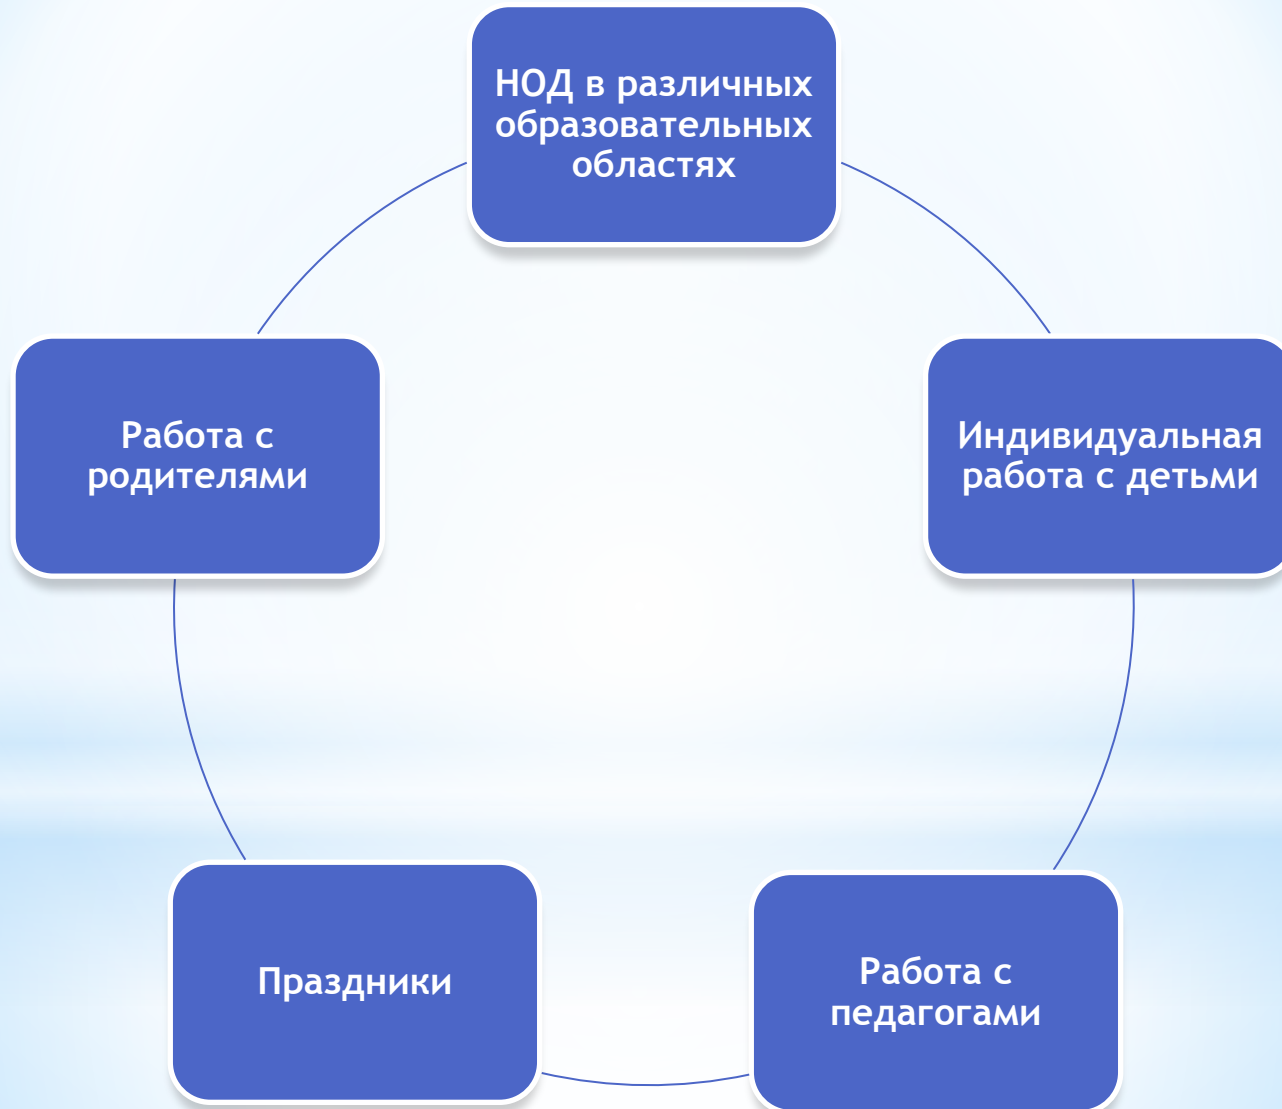 НОД в различных
образовательных
областях
Работа с
родителями
Индивидуальная
работа с детьми
Праздники
Работа с
педагогами